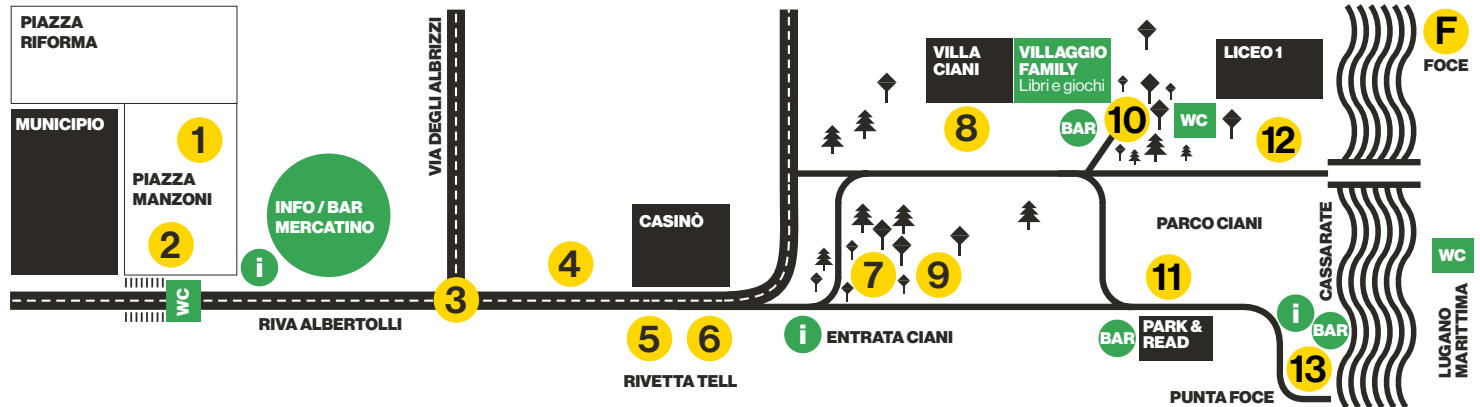 PIAZZA
RIFORMA
MUNICIPIO
1
PIAZZA
MANZONI
2
WC
i
INFO / BAR
MERCATINO
VIA DEGLI ALBRIZZI
RIVA ALBERTOLLI
3
4
CASINÒ
5
6
RIVETTA TELL
i
ENTRATA CIANI
7
9
VILLA
CIANI
8
VILLAGGIO
FAMILY
Libri e giochi
BAR
10
WC
LICEO 1
12
PARCO CIANI
11
BAR
PARK &
READ
CASSARATE
i
BAR
13
PUNTA FOCE
F
FOCE
WC
LUGANO
MARITTIMA